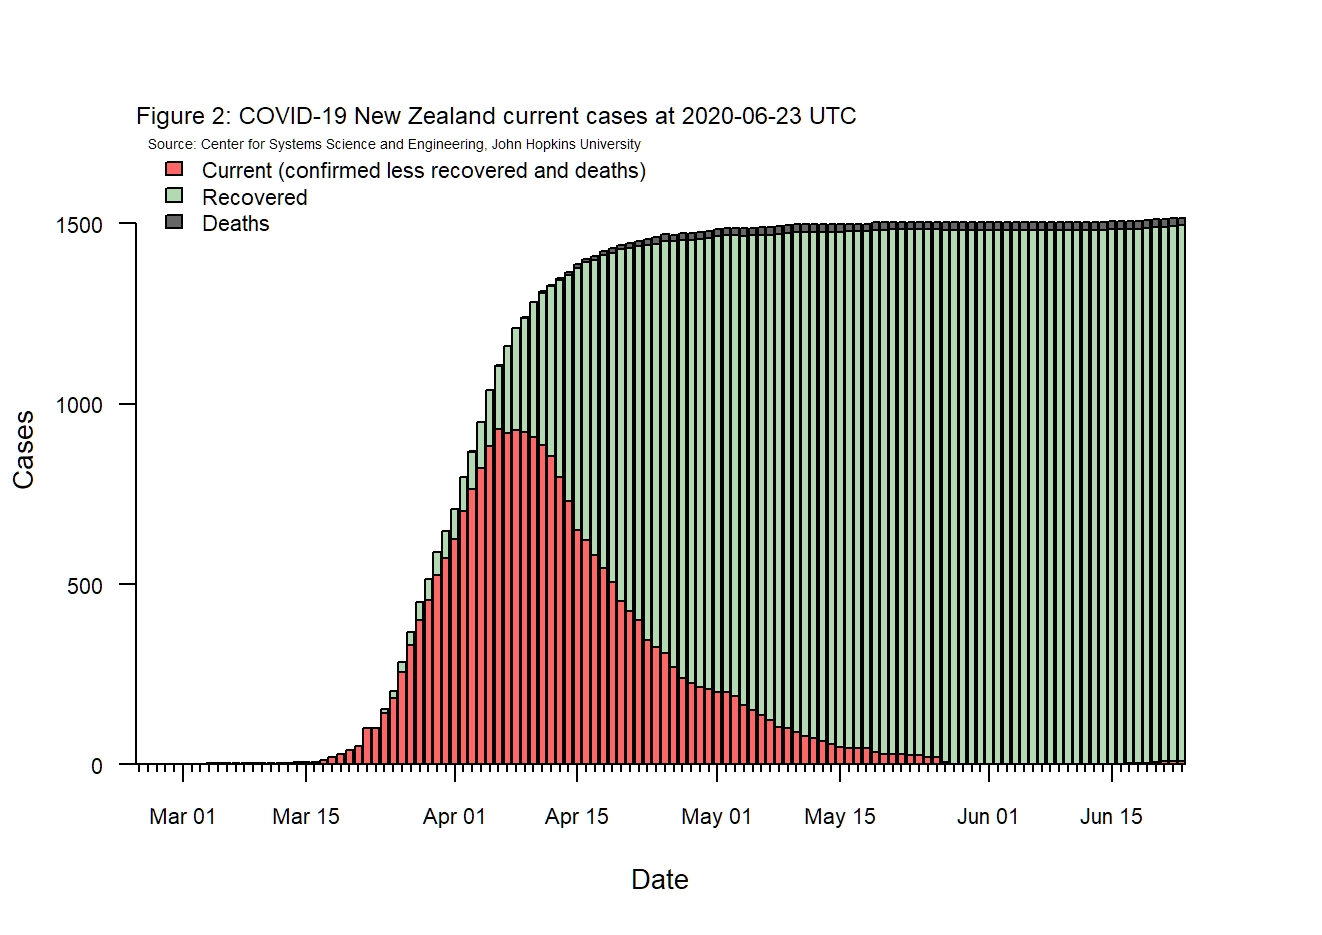 Figure 2: COVID-19 New Zealand current cases at 2020-06-23 UTC
Source: Center for Systems Science and Engineering, John Hopkins University
Current (confirmed less recovered and deaths)
Recovered
Deaths
1500
1000
500
0
Cases
Mar 01 Mar 15 Apr 01 Apr 15 May 01 May 15 Jun 01 Jun 15
Date